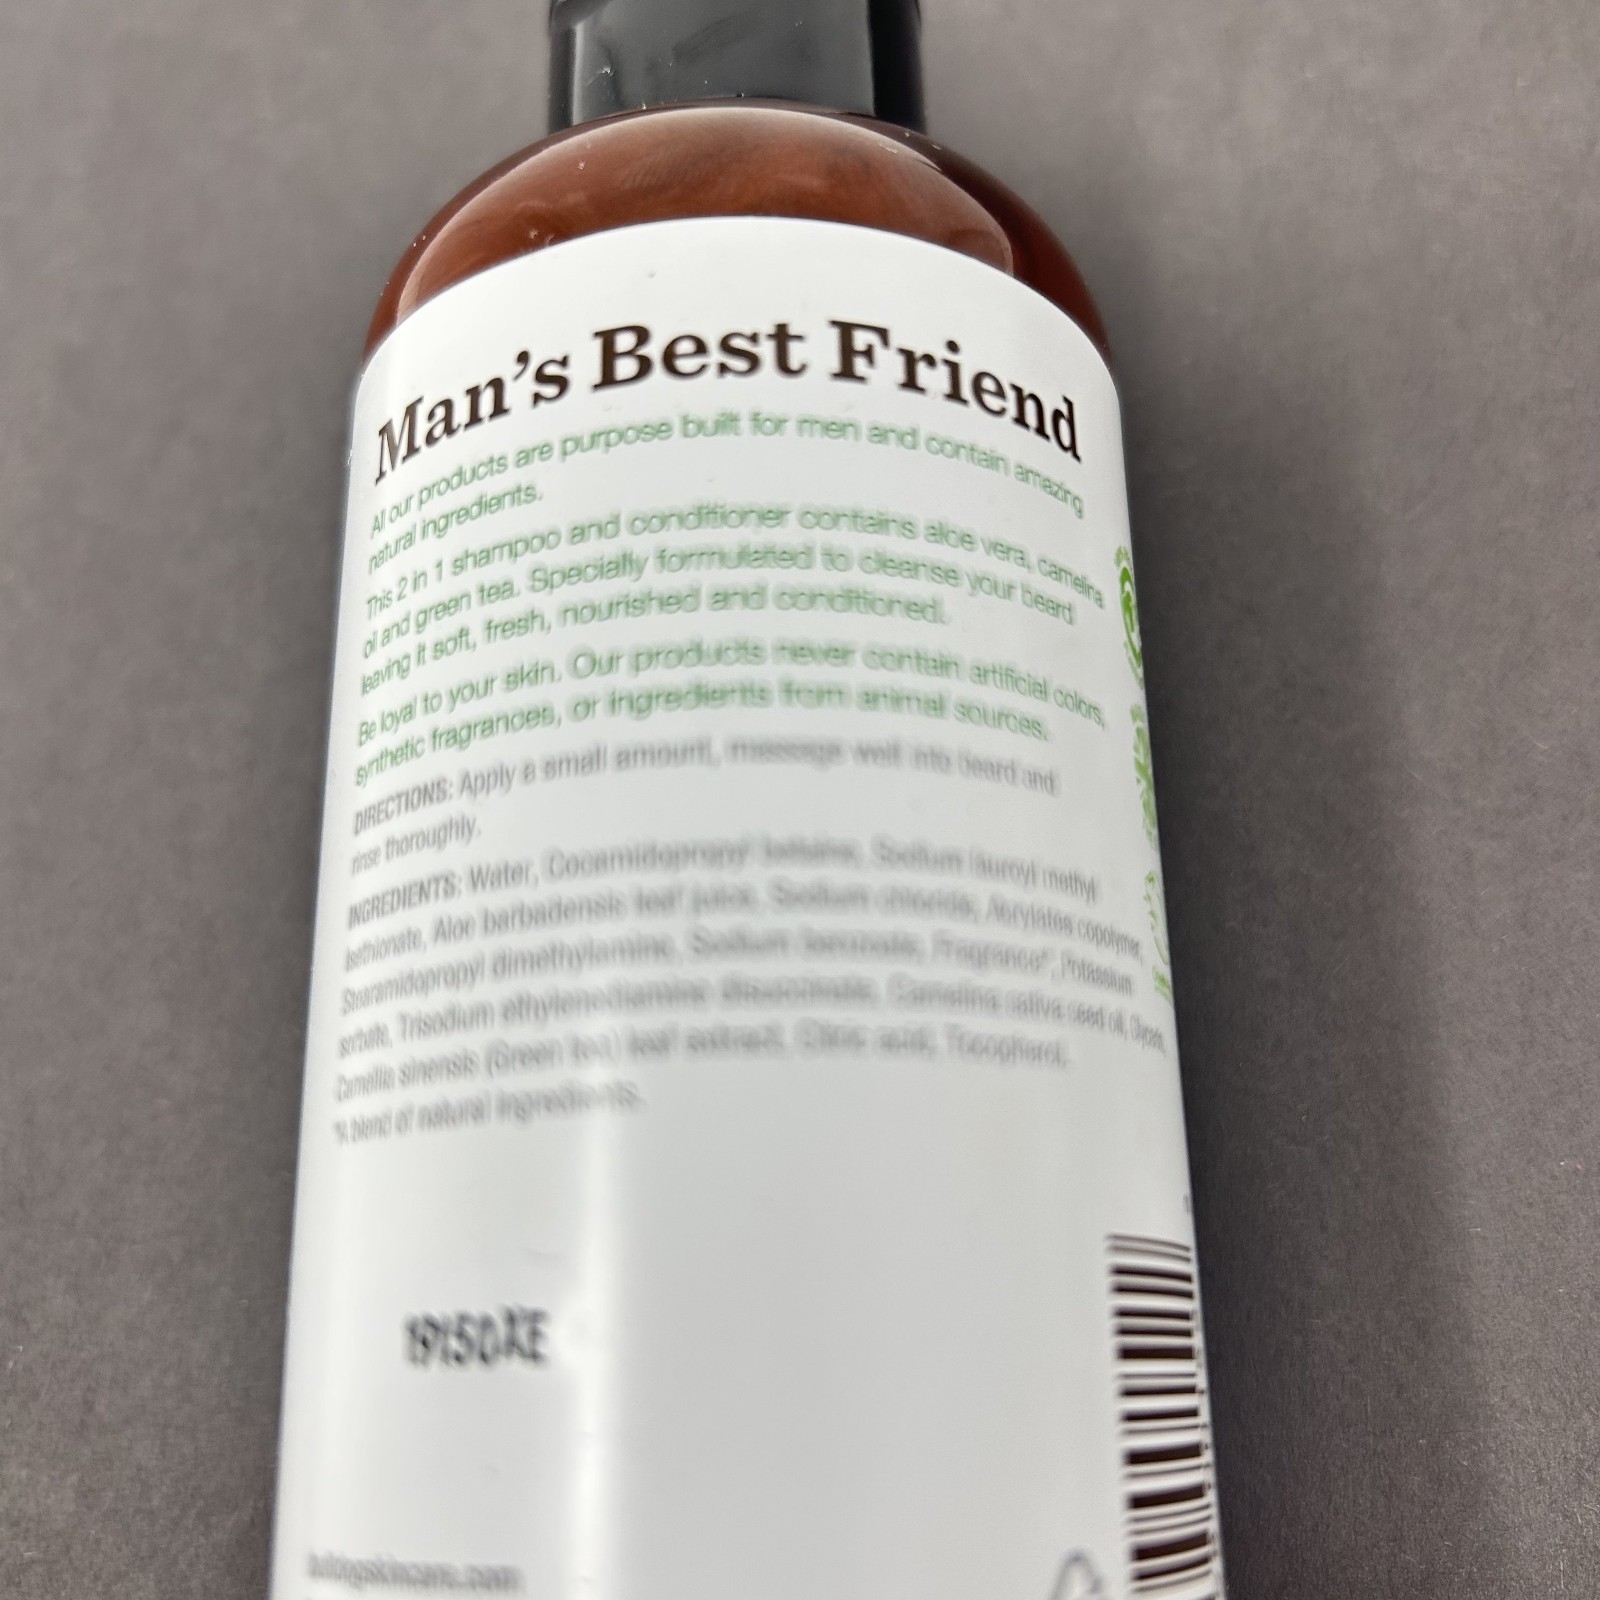 Man's Best Friend
All our products are purpose built for men and contain amazing
natural ingredients.
This 2 in 1 shampoo and conditioner contains aloe vera, camelina
oil and green tea. Specially formulated to cleanse your beard
leaving it soft, fresh, nourished and conditioned.
Be loyal to your skin. Our products never contain artificial colors,
synthetic fragrances, or ingredients from animal sources.
DIRECTIONS: Apply a small amount, massage well into beard and
rinse thoroughly.
INGREDIENTS: Water, Cocamidopropyl betaine, Sodium lauroyl methyl
isethionate, Aloe barbadensis leaf juice, Sodium chloride, Acrylates copolymer,
Stearamidopropyl dimethylamine, Sodium benzoate, Fragrance*, Potassium
sorbate, Trisodium ethylenediamine disuccinate, Camelina sativa seed oil, Glycerin,
Camellia sinensis (Green tea) leaf extract, Citric acid, Tocopherol.
*A blend of natural ingredients.
19150XE
bulldogskincare.com